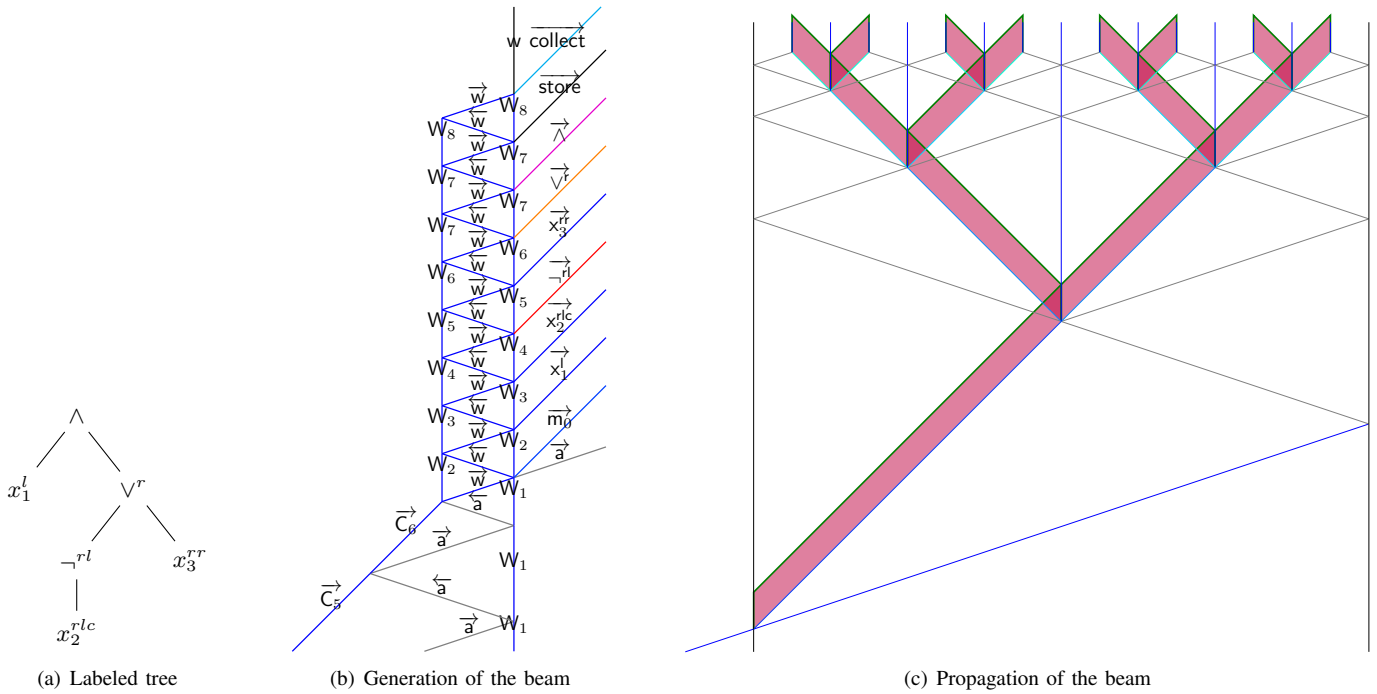 ∧
x₁ˡ
∨ʳ
¬ʳˡ
x₃ʳʳ
x₂ʳˡᶜ
(a) Labeled tree
w
collect→
store→
w→
W₈
w←
∧→
W₈
w→
W₇
w←
∨ʳ→
W₇
w→
W₇
w←
x₃ʳʳ→
W₇
w→
W₆
w←
¬ʳˡ→
W₆
w→
W₅
w←
x₂ʳˡᶜ→
W₅
w→
W₄
w←
x₁ˡ→
W₄
w→
W₃
w←
m₀→
W₃
w→
W₂
w←
a→
W₂
w→
W₁
a←
C₆→
a→
W₁
C₅→
a←
a→
W₁
(b) Generation of the beam
(c) Propagation of the beam